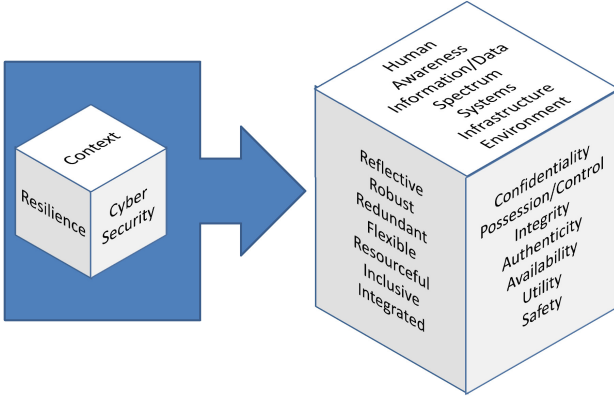 Context
Resilience
Cyber
Security
Human
Awareness
Information/Data
Spectrum
Systems
Infrastructure
Environment
Reflective
Robust
Redundant
Flexible
Resourceful
Inclusive
Integrated
Confidentiality
Possession/Control
Integrity
Authenticity
Availability
Utility
Safety